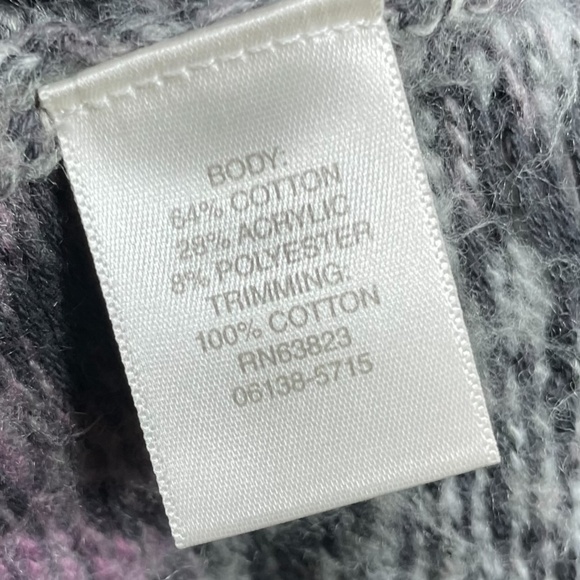 BODY:
64% COTTON
28% ACRYLIC
8% POLYESTER
TRIMMING:
100% COTTON
RN63823
06138-5715